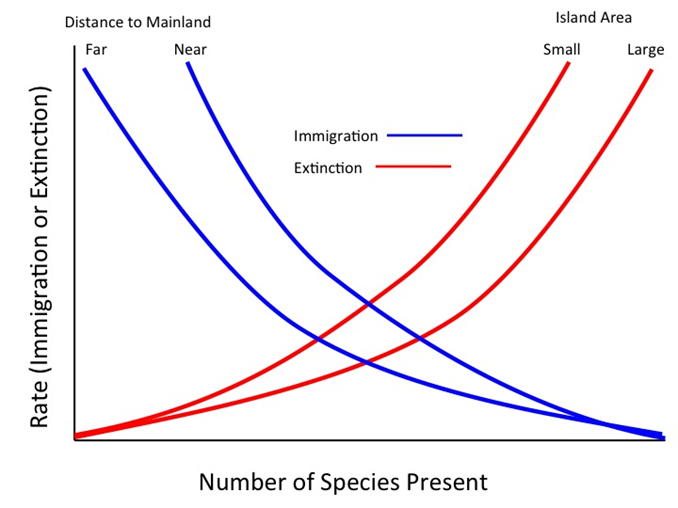 Distance to Mainland
Island Area
Far
Near
Small
Large
Immigration
Extinction
Rate (Immigration or Extinction)
Number of Species Present